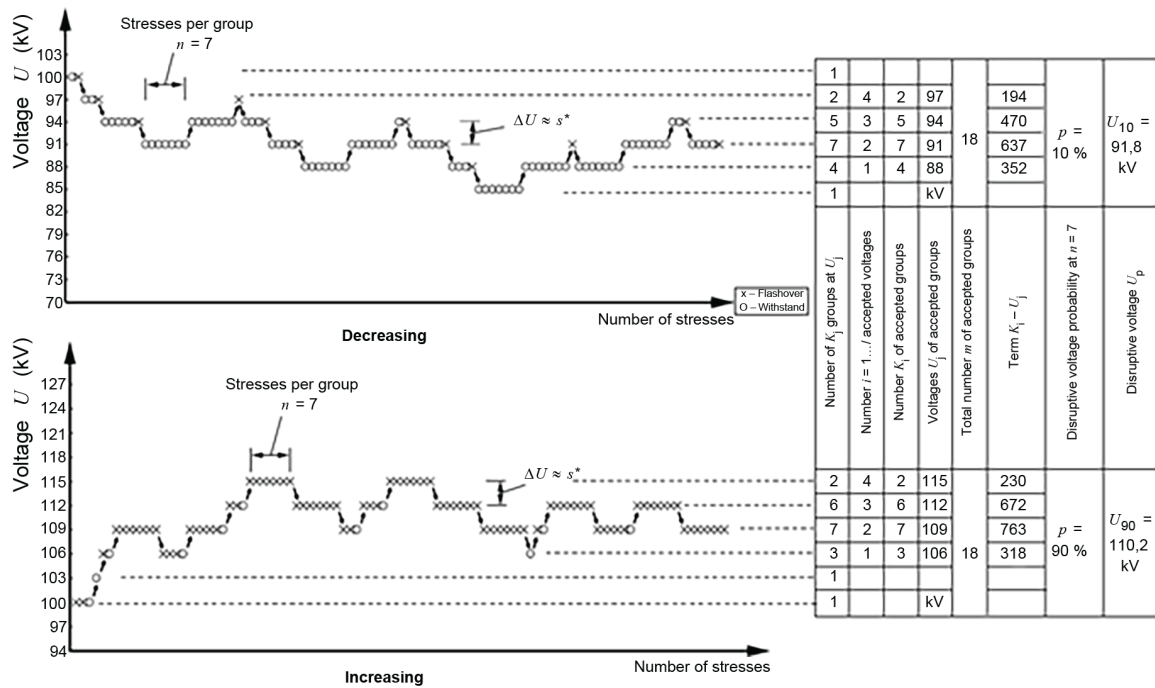 Voltage U (kV)
Stresses per group
n = 7
103
100
97
94
91
88
85
82
79
76
73
70
ΔU ≈ s*
x – Flashover
O – Withstand
Number of stresses
Decreasing
1
2 4 2 97 194
5 3 5 94 470
7 2 7 91 637
4 1 4 88 352
1 kV
18
p =
10 %
U10 =
91,8
kV
Number of Kj groups at Uj
Number i = 1.../ accepted voltages
Number Ki of accepted groups
Voltages Uj of accepted groups
Total number m of accepted groups
Term Ki – Uj
Disruptive voltage probability at n = 7
Disruptive voltage Up
Voltage U (kV)
Stresses per group
n = 7
127
124
121
118
115
112
109
106
103
100
97
94
ΔU ≈ s*
Number of stresses
Increasing
2 4 2 115 230
6 3 6 112 672
7 2 7 109 763
3 1 3 106 318
1
1 kV
18
p =
90 %
U90 =
110,2
kV